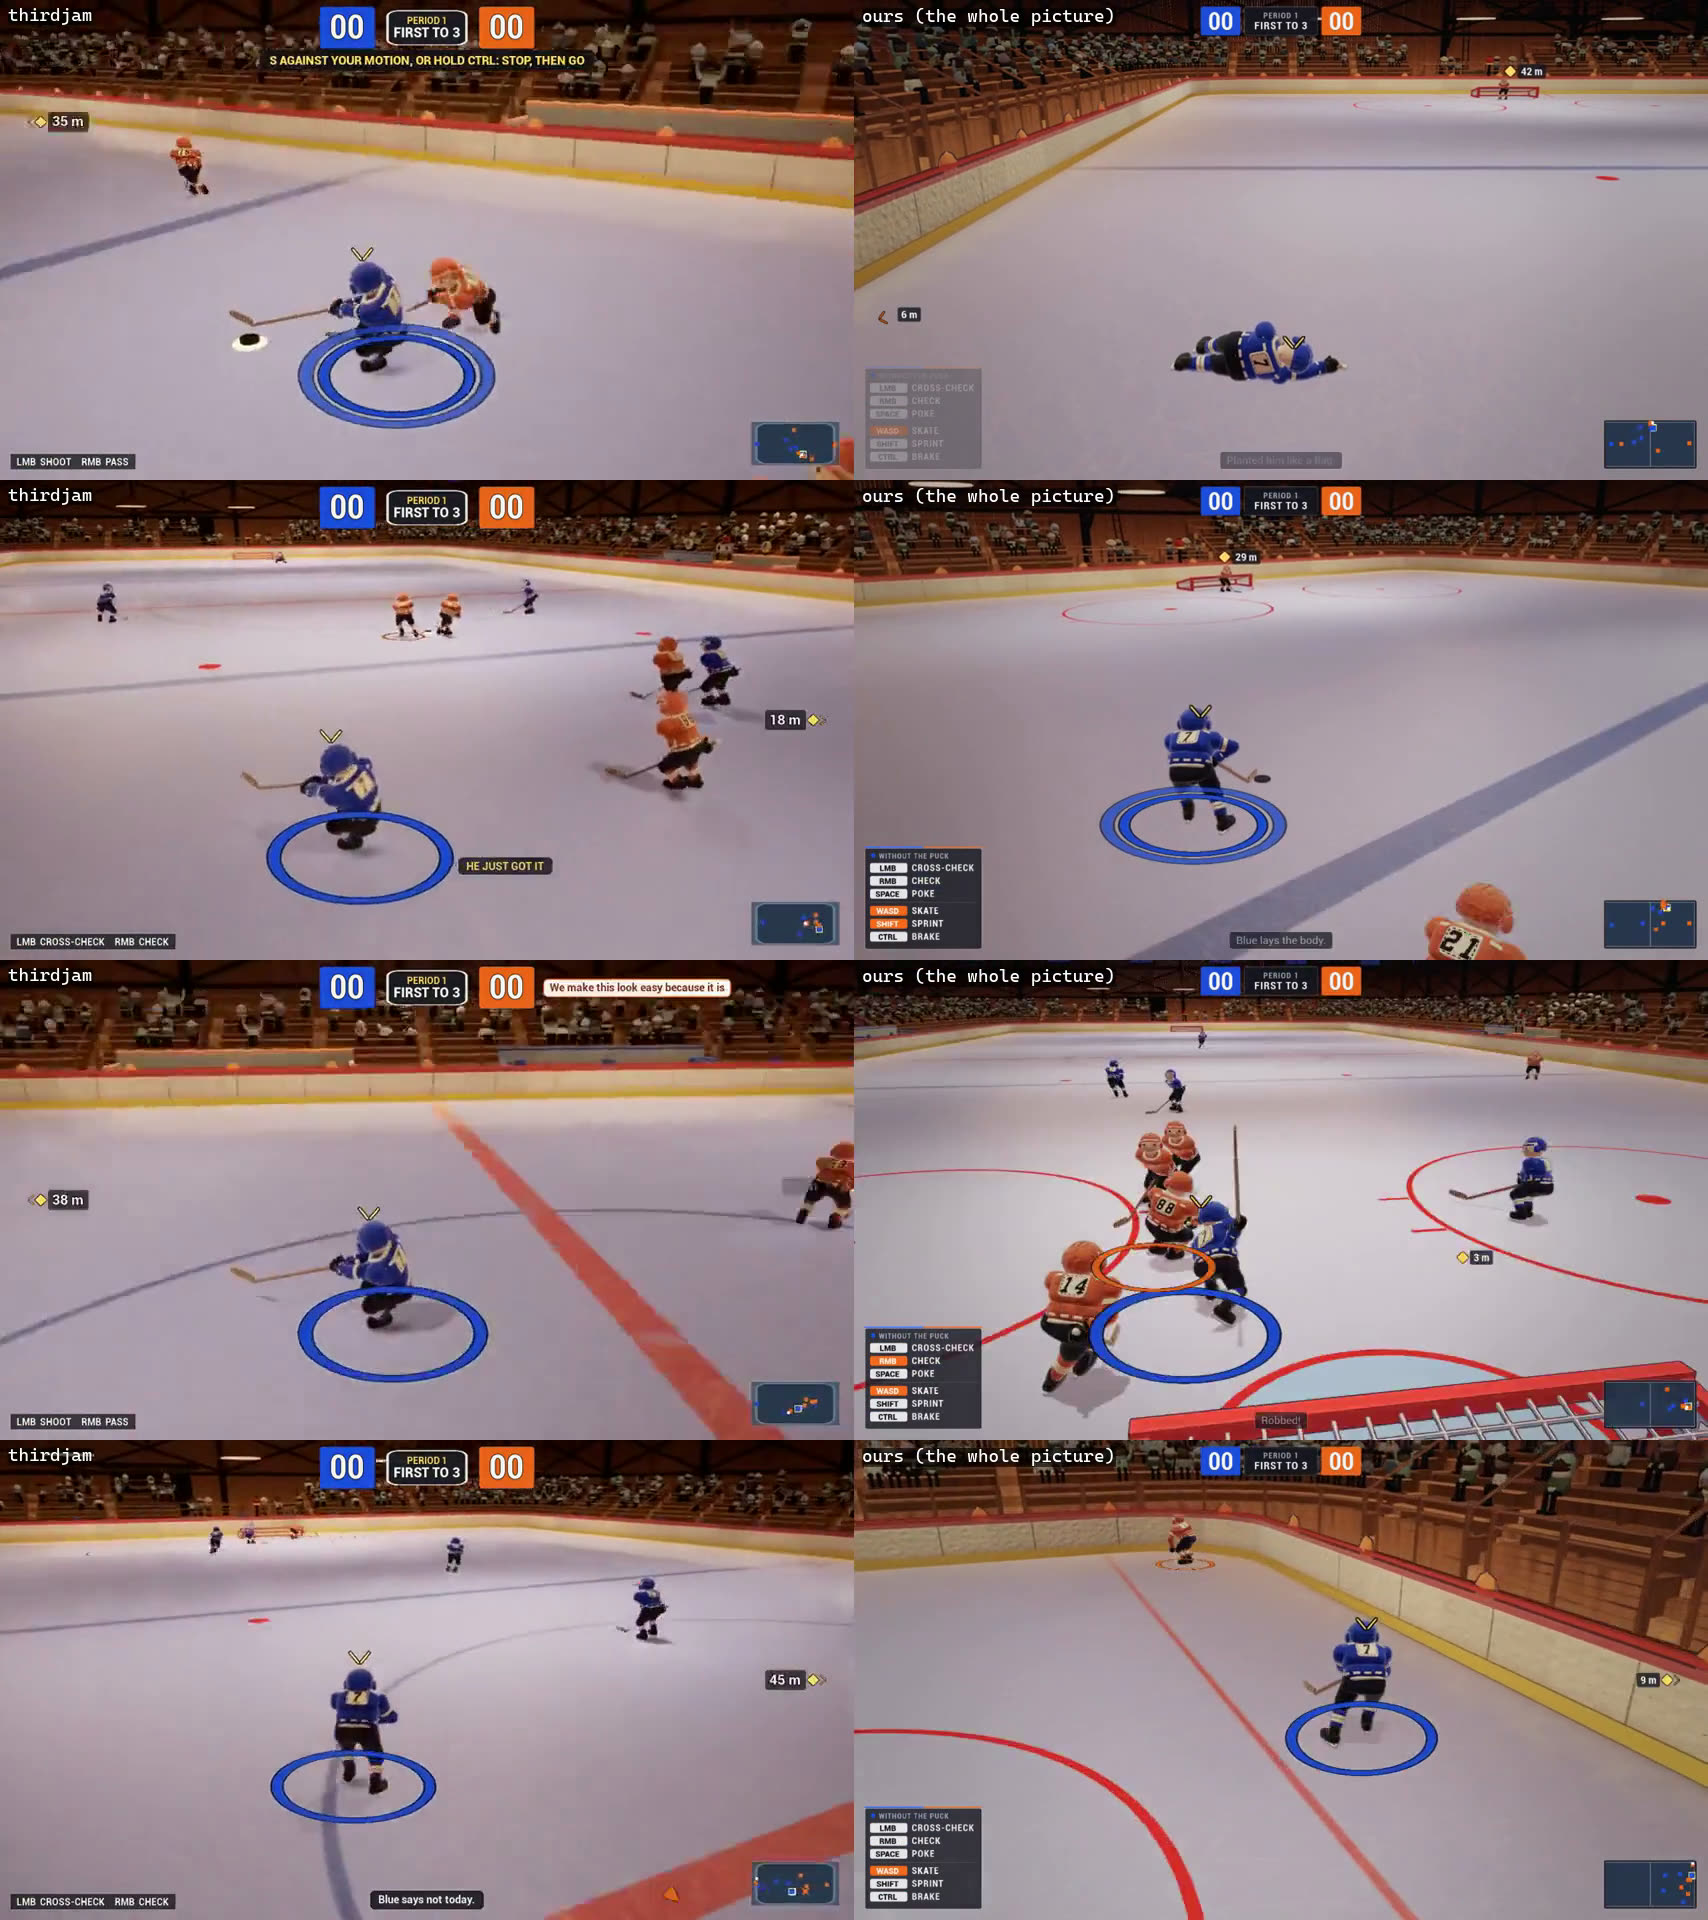 thirdjam
00
PERIOD 1
FIRST TO 3
00
S AGAINST YOUR MOTION, OR HOLD CTRL: STOP, THEN GO
35 m
LMB SHOOT RMB PASS
ours (the whole picture)
00
PERIOD 1
FIRST TO 3
00
42 m
6 m
7
LMB CROSS-CHECK
RMB CHECK
SPACE POKE
WASD SKATE
SHIFT SPRINT
CTRL BRAKE
Planted him like a flag.
thirdjam
00
PERIOD 1
FIRST TO 3
00
18 m
HE JUST GOT IT
LMB CROSS-CHECK RMB CHECK
ours (the whole picture)
00
PERIOD 1
FIRST TO 3
00
29 m
7
21
WITHOUT THE PUCK
LMB CROSS-CHECK
RMB CHECK
SPACE POKE
WASD SKATE
SHIFT SPRINT
CTRL BRAKE
Blue lays the body.
thirdjam
00
PERIOD 1
FIRST TO 3
00
We make this look easy because it is
38 m
LMB SHOOT RMB PASS
ours (the whole picture)
00
PERIOD 1
FIRST TO 3
00
88
7
14
3 m
WITHOUT THE PUCK
LMB CROSS-CHECK
RMB CHECK
SPACE POKE
WASD SKATE
SHIFT SPRINT
CTRL BRAKE
Robbed!
thirdjam
00
PERIOD 1
FIRST TO 3
00
7
45 m
LMB CROSS-CHECK RMB CHECK
Blue says not today.
ours (the whole picture)
00
PERIOD 1
FIRST TO 3
00
7
9 m
WITHOUT THE PUCK
LMB CROSS-CHECK
RMB CHECK
SPACE POKE
WASD SKATE
SHIFT SPRINT
CTRL BRAKE